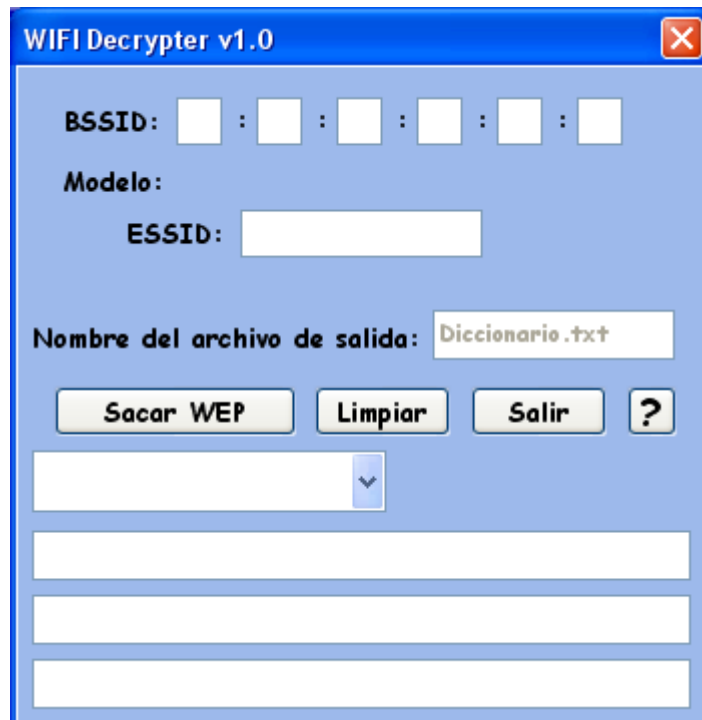 WIFI Decrypter v1.0
BSSID: : : : : :
Modelo:
ESSID:
Nombre del archivo de salida: Diccionario.txt
Sacar WEP Limpiar Salir ?